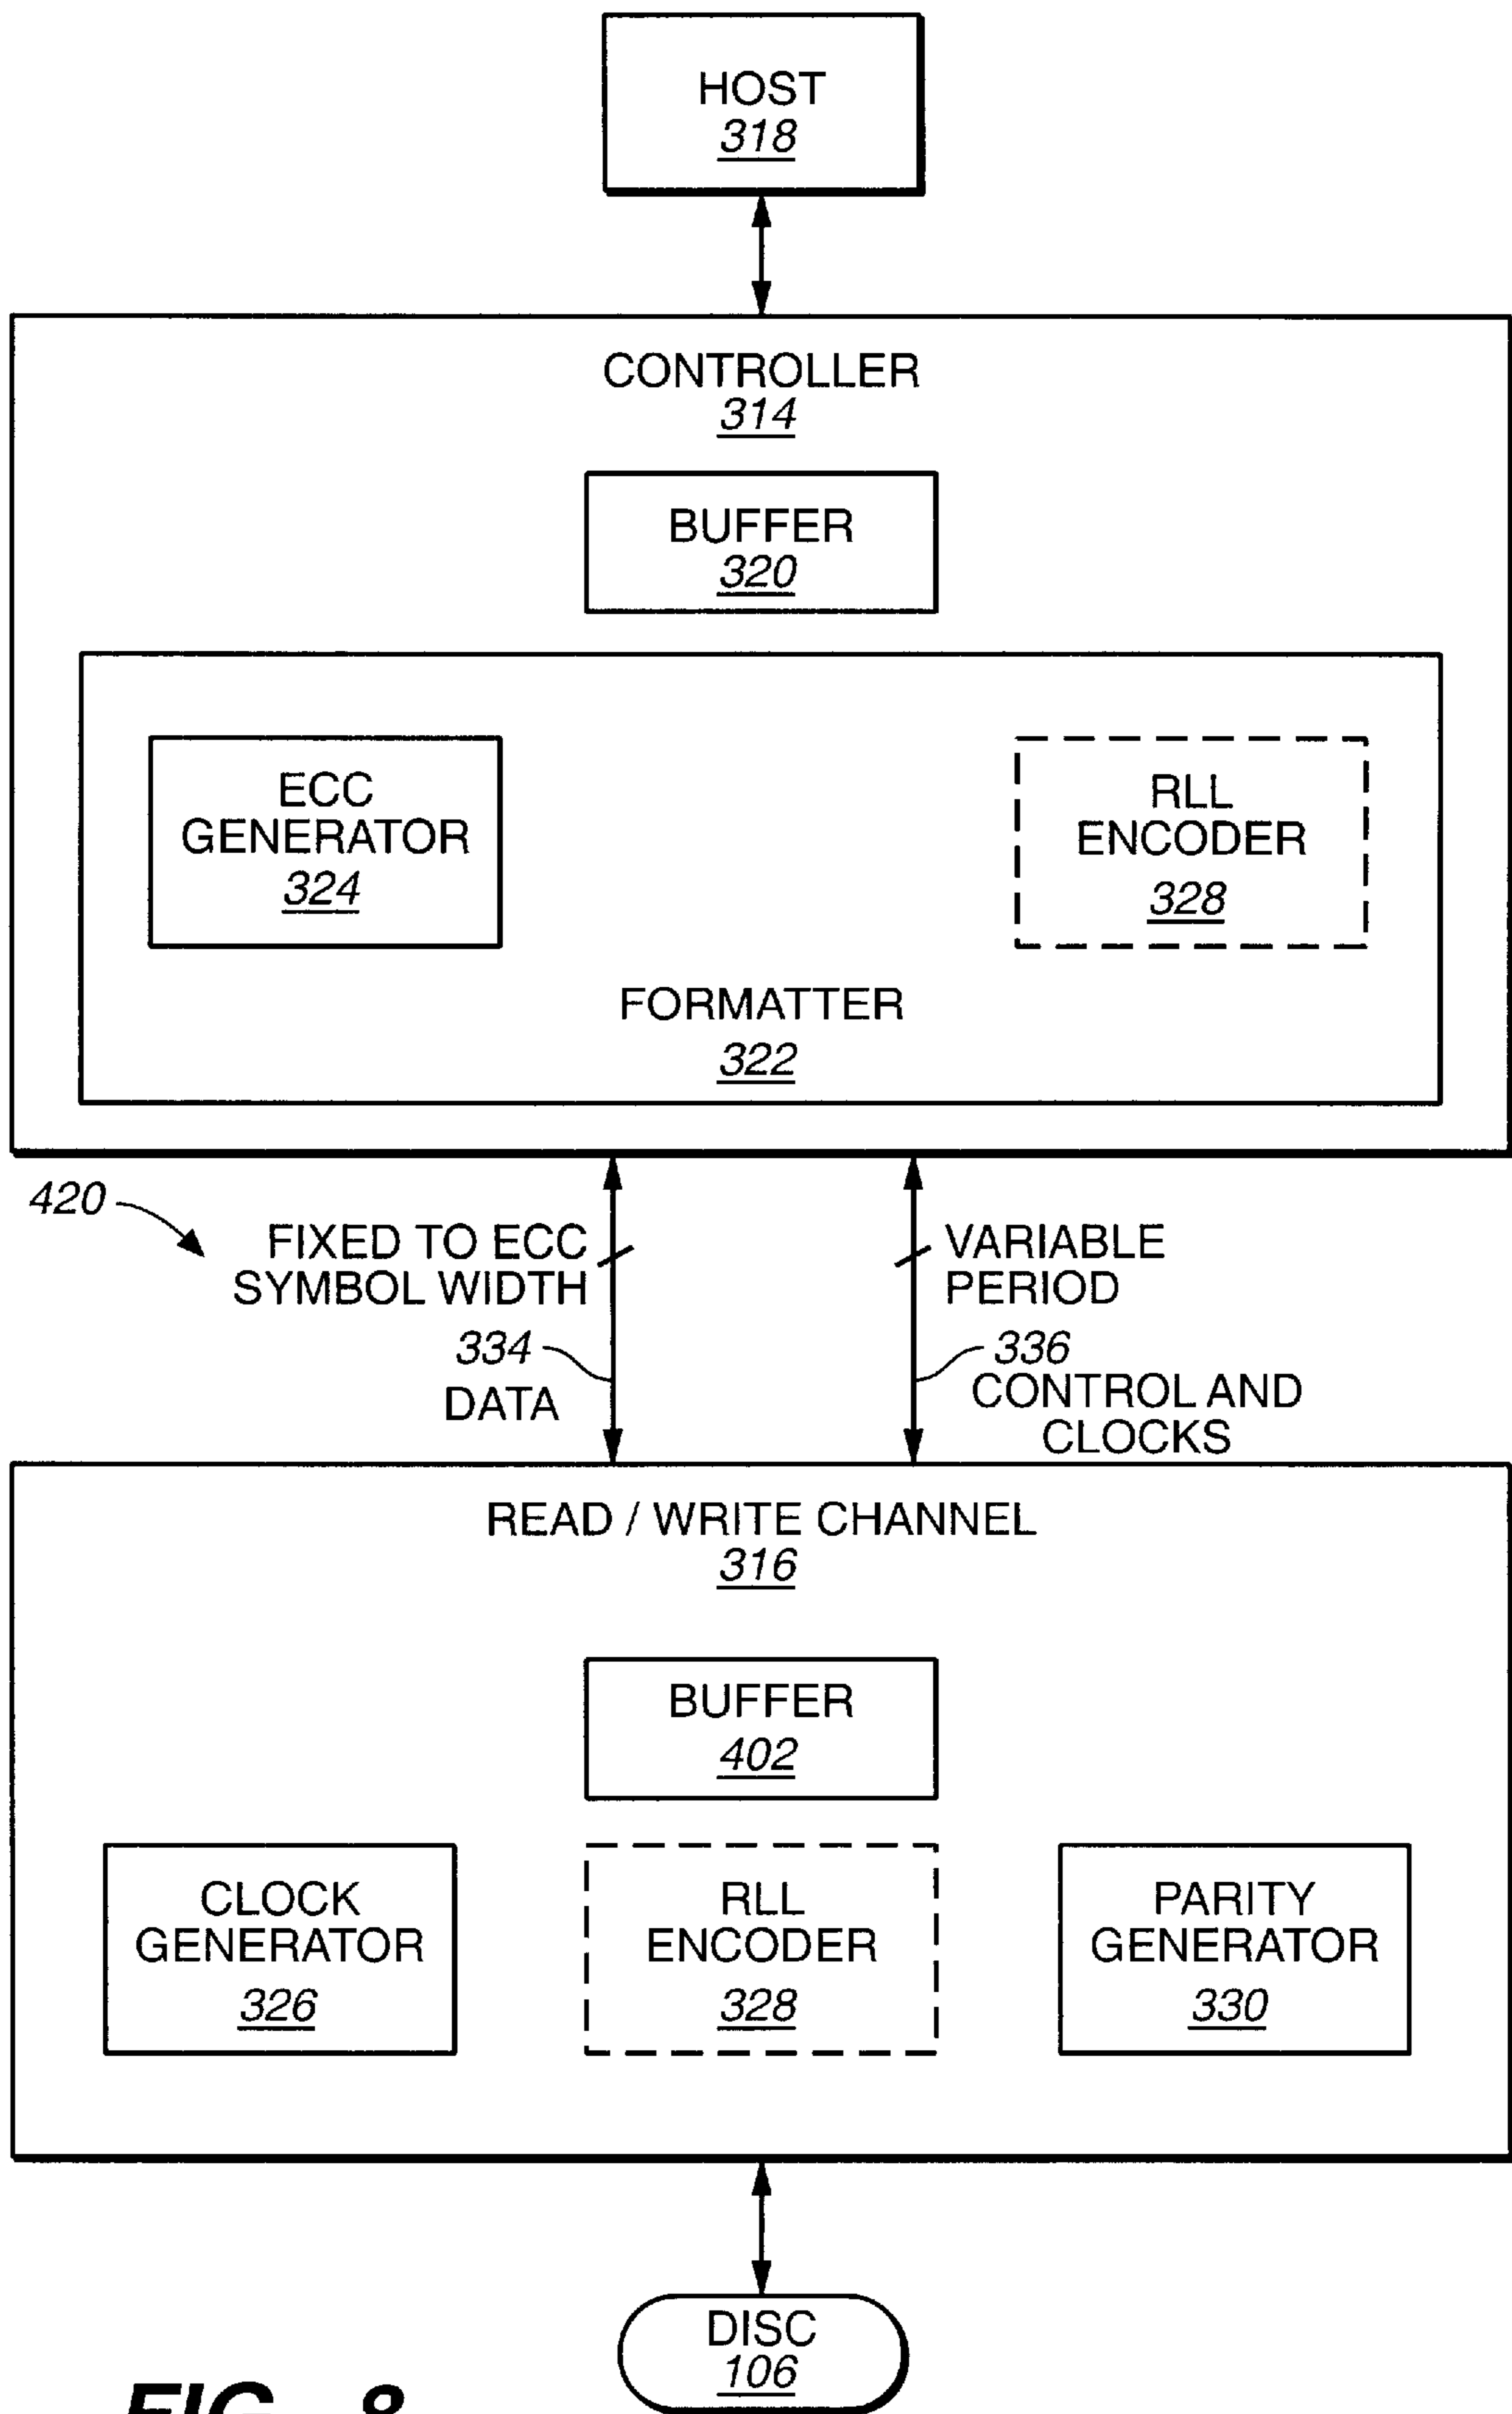 HOST
318
CONTROLLER
314
BUFFER
320
ECC
GENERATOR
324
RLL
ENCODER
328
FORMATTER
322
420
FIXED TO ECC
SYMBOL WIDTH
334
DATA
VARIABLE
PERIOD
336
CONTROL AND
CLOCKS
READ / WRITE CHANNEL
316
BUFFER
402
CLOCK
GENERATOR
326
RLL
ENCODER
328
PARITY
GENERATOR
330
DISC
106
FIG. 8